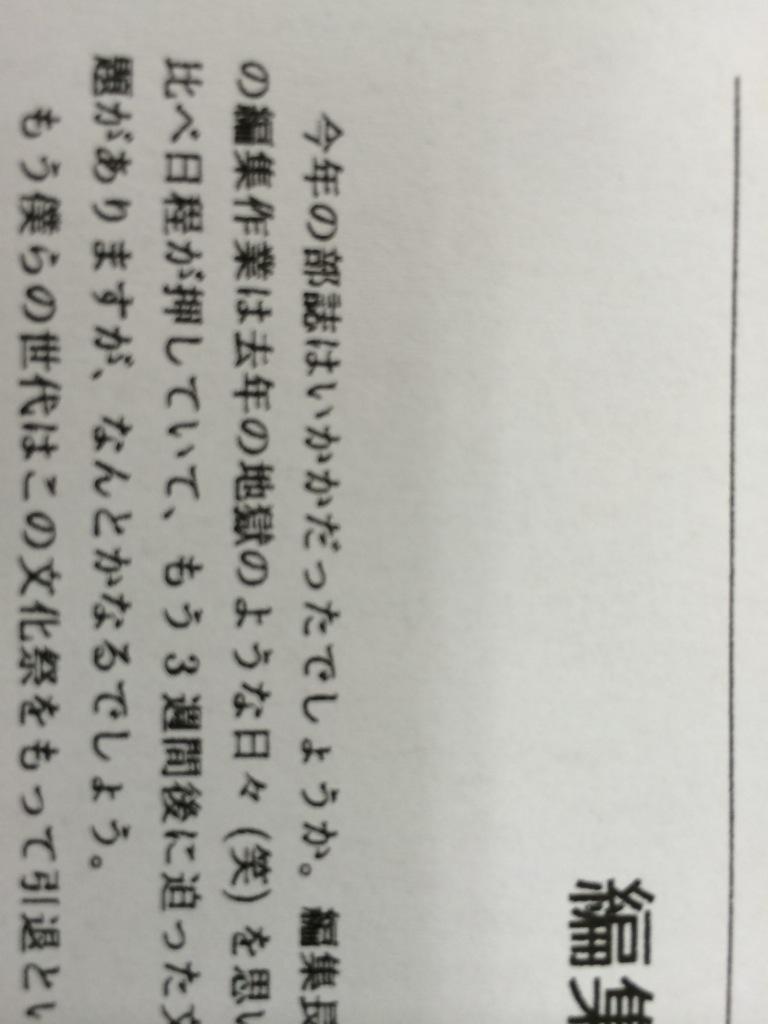 編集
今年の部誌はいかがだったでしょうか。編集長
の編集作業は去年の地獄のような日々(笑)を思い
比べ日程が押していて、もう3週間後に迫った文
題がありますが、なんとかなるでしょう。
もう僕らの世代はこの文化祭をもって引退とい